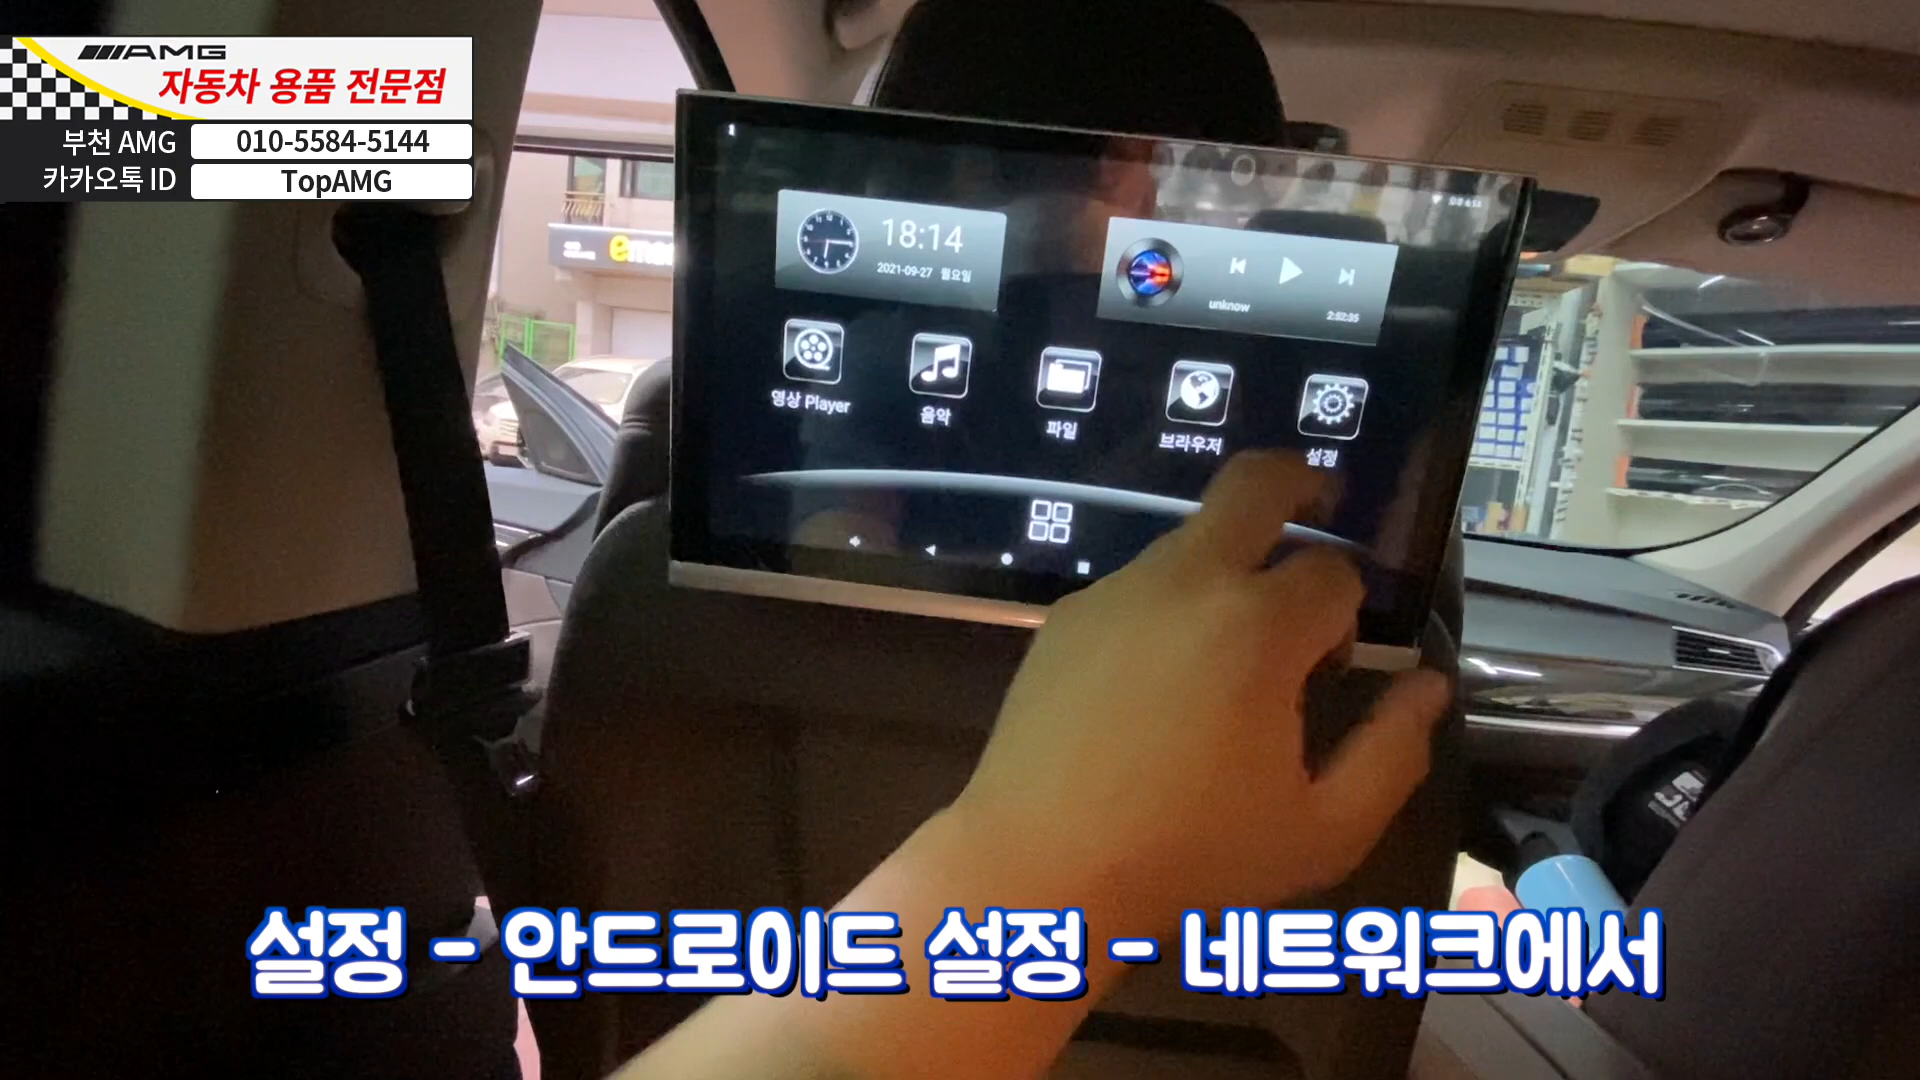 AMG
자동차 용품 전문점
부천 AMG 010-5584-5144
카카오톡 ID TopAMG
18:14
2021-09-27 월요일
unknow
2:52:35
영상 Player
음악
파일
브라우저
설정
설정 - 안드로이드 설정 - 네트워크에서